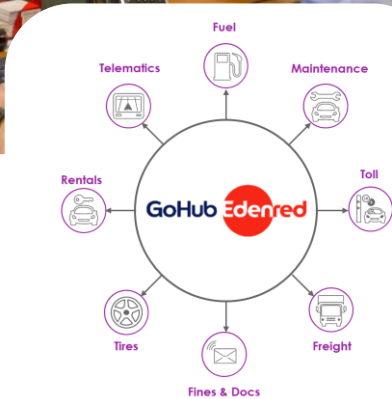 Fuel
Telematics
Maintenance
Rentals
Toll
GoHub Edenred
Tires
Freight
Fines & Docs